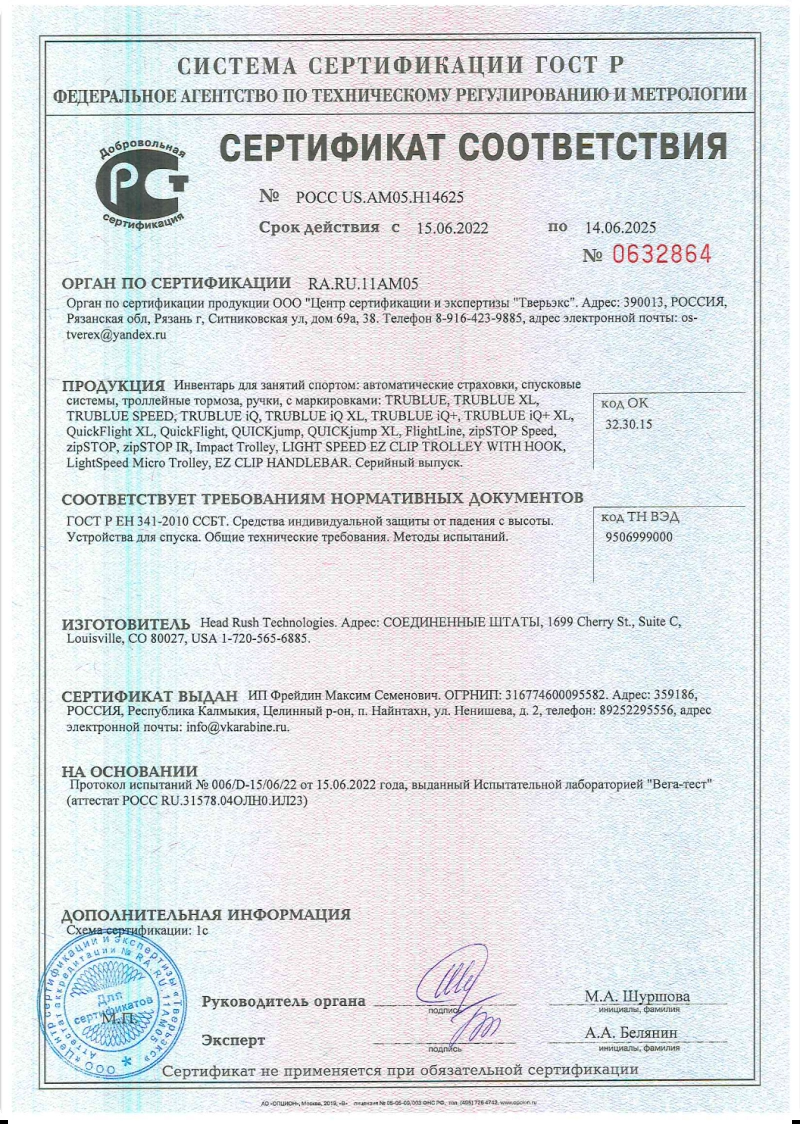 СИСТЕМА СЕРТИФИКАЦИИ ГОСТ Р
ФЕДЕРАЛЬНОЕ АГЕНТСТВО ПО ТЕХНИЧЕСКОМУ РЕГУЛИРОВАНИЮ И МЕТРОЛОГИИ
Добровольная
РСТ
сертификация
СЕРТИФИКАТ СООТВЕТСТВИЯ
№ РОСС US.AM05.H14625
Срок действия с 15.06.2022 по 14.06.2025
№ 0632864
ОРГАН ПО СЕРТИФИКАЦИИ RA.RU.11AM05
Орган по сертификации продукции ООО "Центр сертификации и экспертизы "Тверьэкс". Адрес: 390013, РОССИЯ,
Рязанская обл, Рязань г, Ситниковская ул, дом 69а, 38. Телефон 8-916-423-9885, адрес электронной почты: os-
tverex@yandex.ru
ПРОДУКЦИЯ Инвентарь для занятий спортом: автоматические страховки, спусковые
системы, троллейные тормоза, ручки, с маркировками: TRUBLUE, TRUBLUE XL,
TRUBLUE SPEED, TRUBLUE iQ, TRUBLUE iQ XL, TRUBLUE iQ+, TRUBLUE iQ+ XL,
QuickFlight XL, QuickFlight, QUICKjump, QUICKjump XL, FlightLine, zipSTOP Speed,
zipSTOP, zipSTOP IR, Impact Trolley, LIGHT SPEED EZ CLIP TROLLEY WITH HOOK,
LightSpeed Micro Trolley, EZ CLIP HANDLEBAR. Серийный выпуск.
код ОК
32.30.15
СООТВЕТСТВУЕТ ТРЕБОВАНИЯМ НОРМАТИВНЫХ ДОКУМЕНТОВ
ГОСТ Р ЕН 341-2010 ССБТ. Средства индивидуальной защиты от падения с высоты.
Устройства для спуска. Общие технические требования. Методы испытаний.
код ТН ВЭД
9506999000
ИЗГОТОВИТЕЛЬ Head Rush Technologies. Адрес: СОЕДИНЕННЫЕ ШТАТЫ, 1699 Cherry St., Suite C,
Louisville, CO 80027, USA 1-720-565-6885.
СЕРТИФИКАТ ВЫДАН ИП Фрейдин Максим Семенович. ОГРНИП: 316774600095582. Адрес: 359186,
РОССИЯ, Республика Калмыкия, Целинный р-он, п. Найнтахн, ул. Ненишева, д. 2, телефон: 89252295556, адрес
электронной почты: info@vkarabine.ru.
НА ОСНОВАНИИ
Протокол испытаний № 006/D-15/06/22 от 15.06.2022 года, выданный Испытательной лабораторией "Вега-тест"
(аттестат РОСС RU.31578.04ОЛН0.ИЛ23)
ДОПОЛНИТЕЛЬНАЯ ИНФОРМАЦИЯ
Схема сертификации: 1с
ООО «Центр сертификации и экспертизы «Тверьэкс»
Аттестат аккредитации № RA.RU.11AM05
Для
сертификатов
М.П.
Руководитель органа
подпись
М.А. Шуршова
инициалы, фамилия
Эксперт
подпись
А.А. Белянин
инициалы, фамилия
Сертификат не применяется при обязательной сертификации